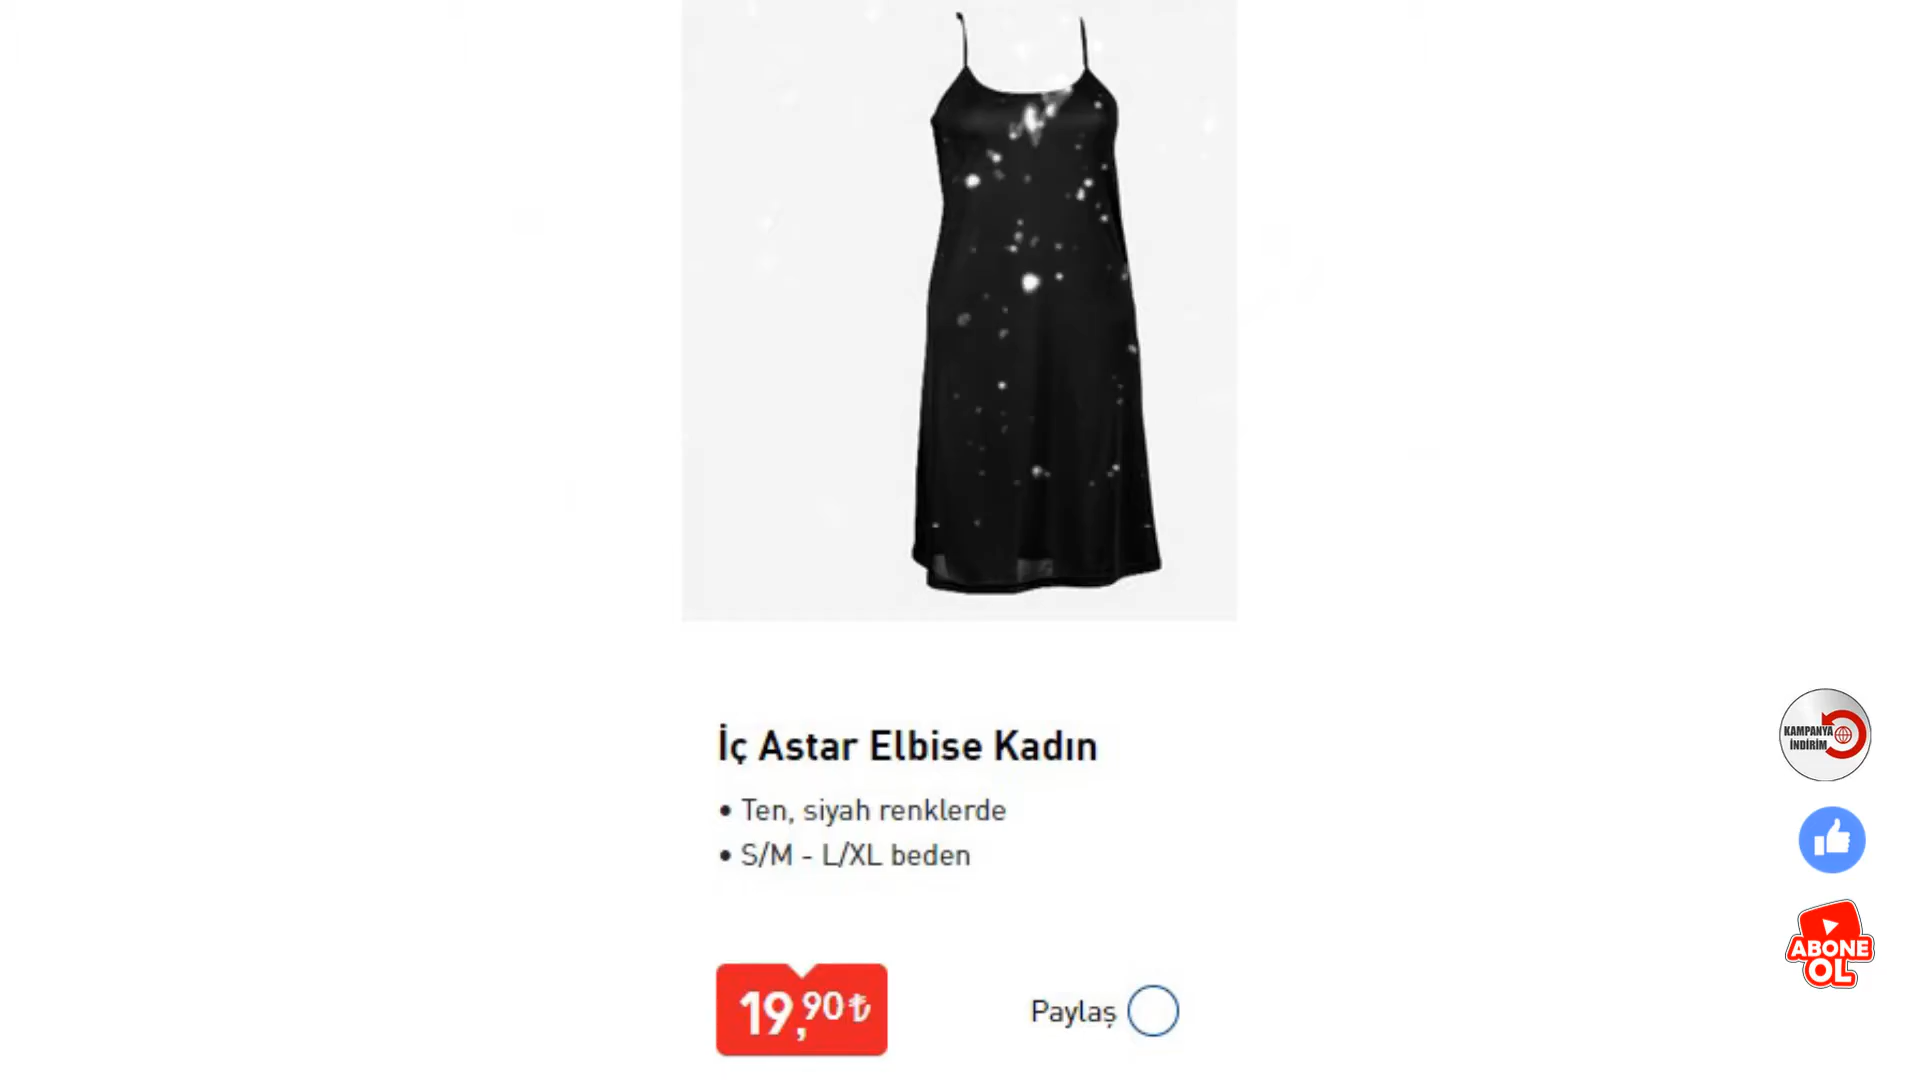 İç Astar Elbise Kadın
• Ten, siyah renklerde
• S/M - L/XL beden
19,90₺
Paylaş
KAMPANYA
İNDİRİM
ABONE
OL